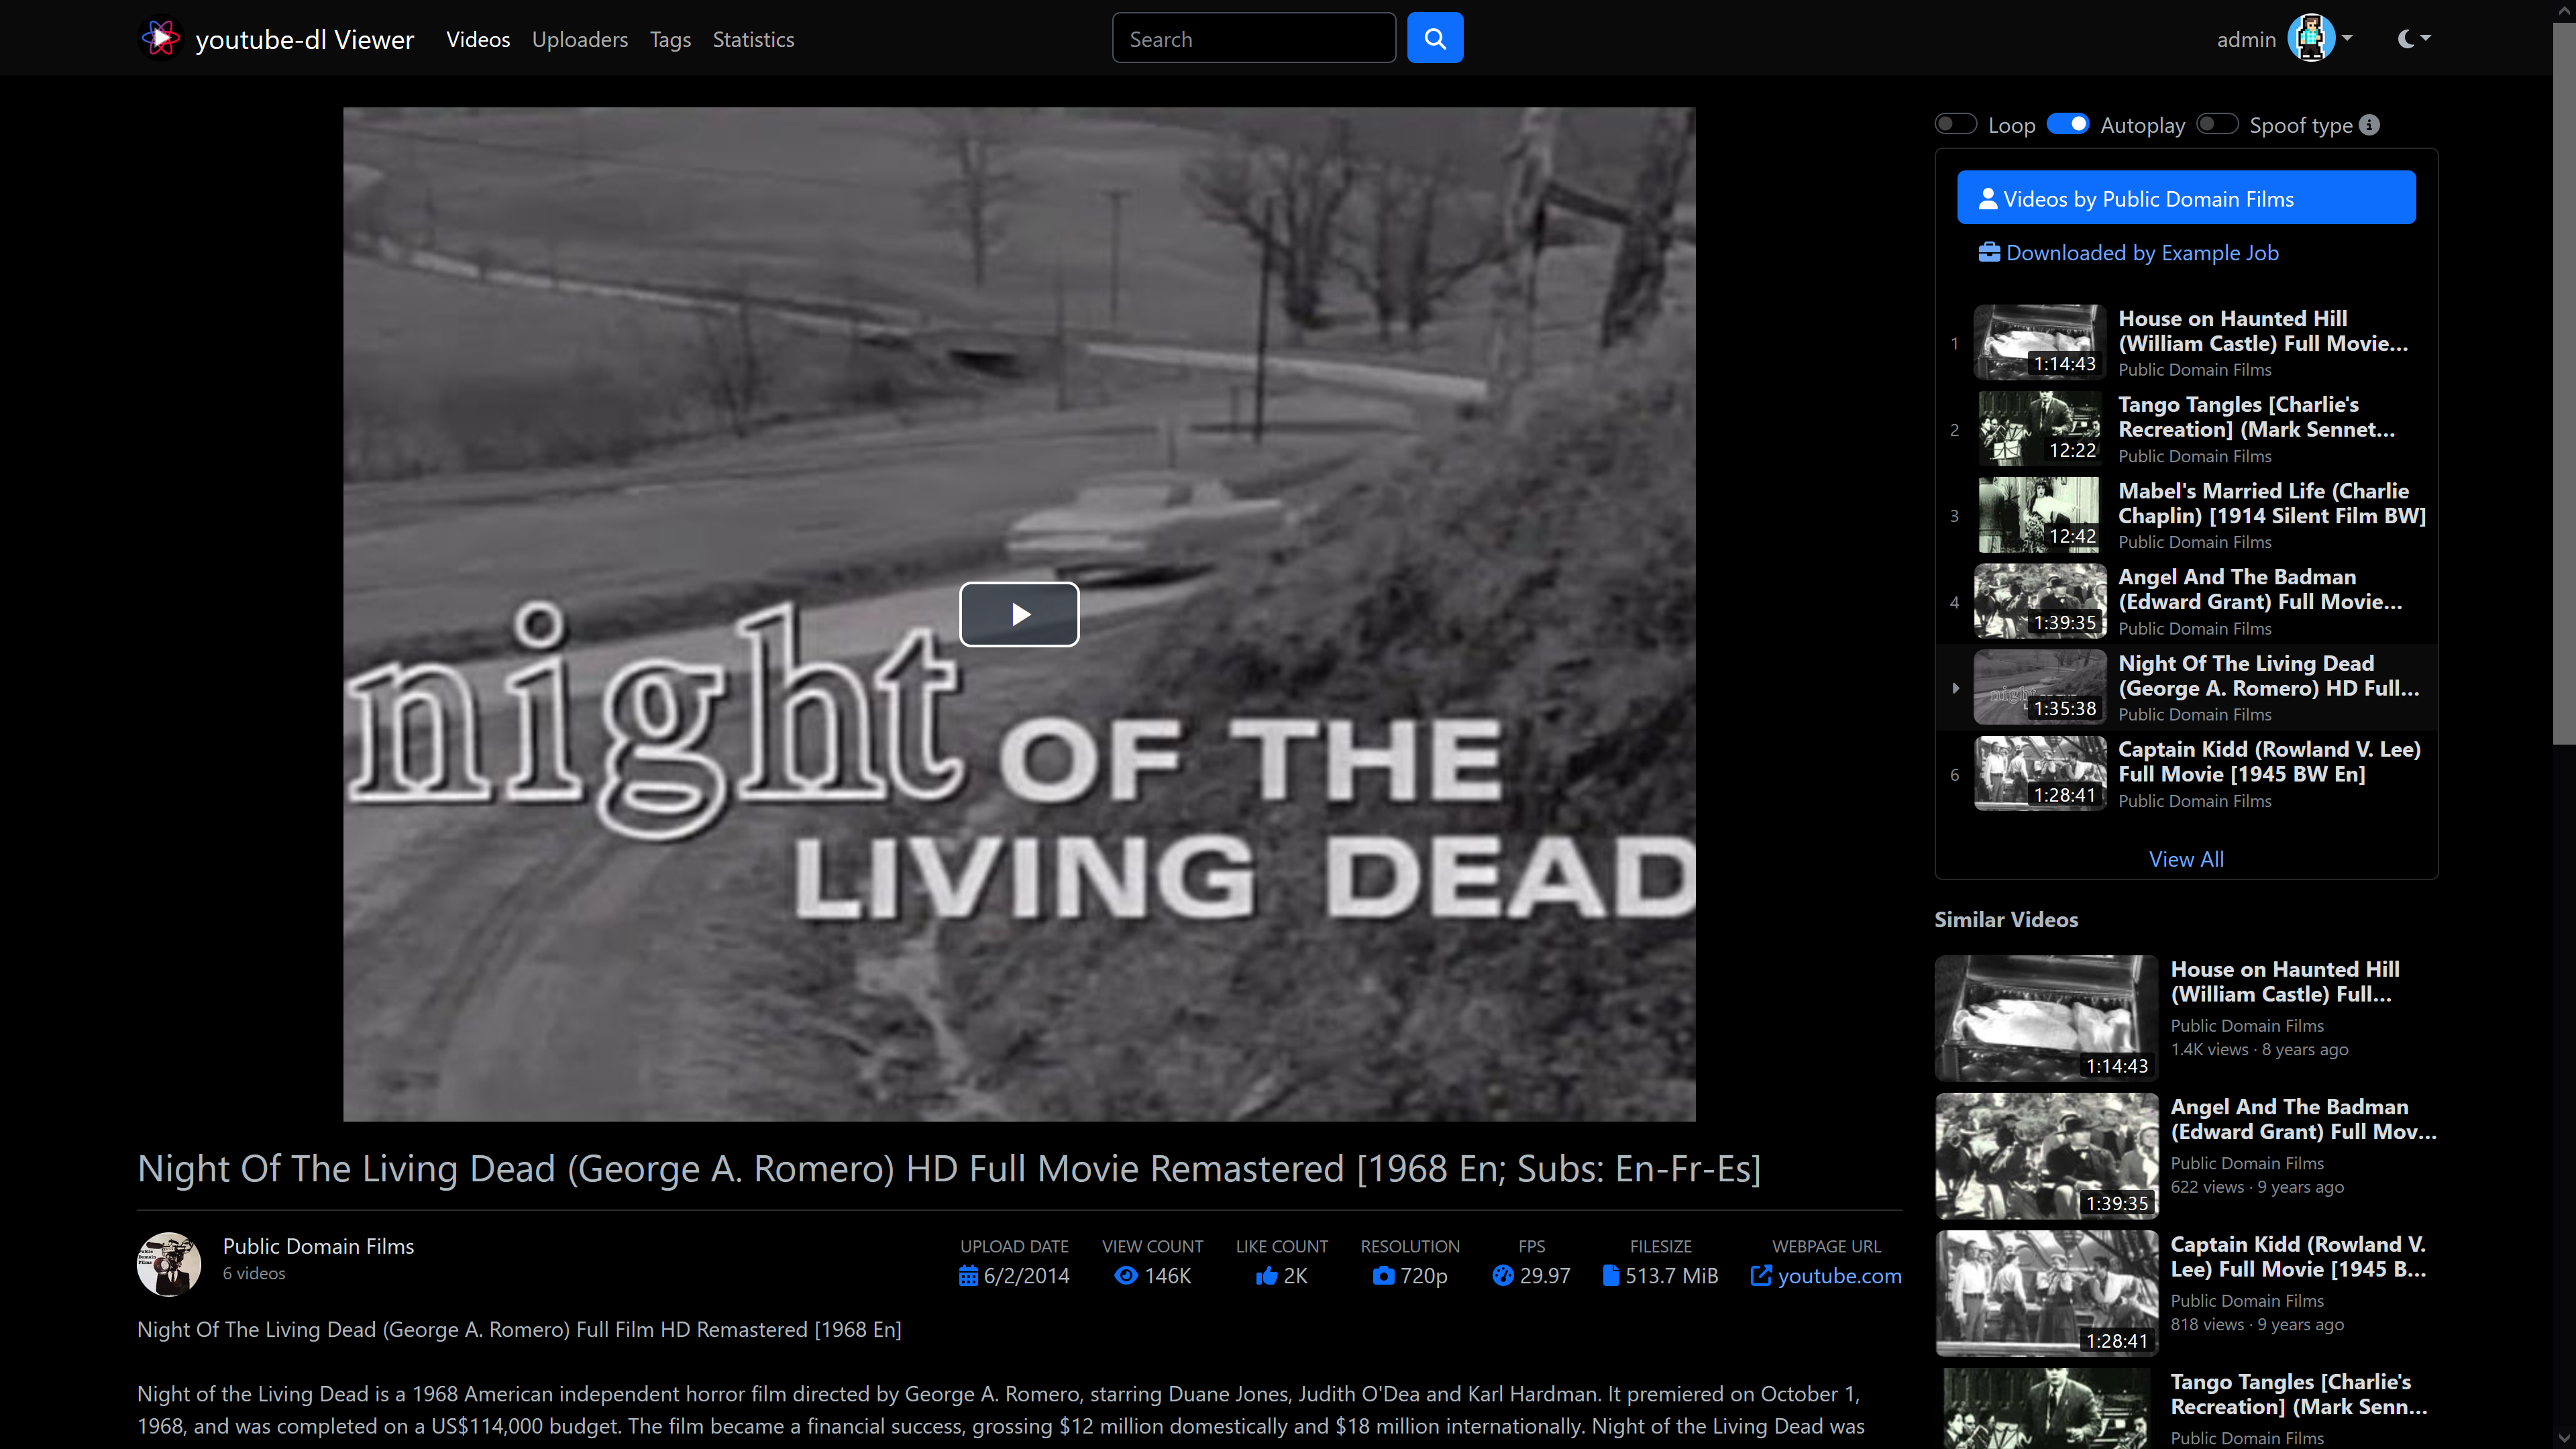 youtube-dl Viewer Videos Uploaders Tags Statistics Search admin
night OF THE
LIVING DEAD
Night Of The Living Dead (George A. Romero) HD Full Movie Remastered [1968 En; Subs: En-Fr-Es]
Public Domain Films
6 videos
UPLOAD DATE VIEW COUNT LIKE COUNT RESOLUTION FPS FILESIZE WEBPAGE URL
6/2/2014 146K 2K 720p 29.97 513.7 MiB youtube.com
Night Of The Living Dead (George A. Romero) Full Film HD Remastered [1968 En]
Night of the Living Dead is a 1968 American independent horror film directed by George A. Romero, starring Duane Jones, Judith O'Dea and Karl Hardman. It premiered on October 1,
1968, and was completed on a US$114,000 budget. The film became a financial success, grossing $12 million domestically and $18 million internationally. Night of the Living Dead was
Loop Autoplay Spoof type
Videos by Public Domain Films
Downloaded by Example Job
1
1:14:43
House on Haunted Hill
(William Castle) Full Movie...
Public Domain Films
2
12:22
Tango Tangles [Charlie's
Recreation] (Mark Sennet...
Public Domain Films
3
12:42
Mabel's Married Life (Charlie
Chaplin) [1914 Silent Film BW]
Public Domain Films
4
1:39:35
Angel And The Badman
(Edward Grant) Full Movie...
Public Domain Films
1:35:38
Night Of The Living Dead
(George A. Romero) HD Full...
Public Domain Films
6
1:28:41
Captain Kidd (Rowland V. Lee)
Full Movie [1945 BW En]
Public Domain Films
View All
Similar Videos
1:14:43
House on Haunted Hill
(William Castle) Full...
Public Domain Films
1.4K views · 8 years ago
1:39:35
Angel And The Badman
(Edward Grant) Full Mov...
Public Domain Films
622 views · 9 years ago
1:28:41
Captain Kidd (Rowland V.
Lee) Full Movie [1945 B...
Public Domain Films
818 views · 9 years ago
Tango Tangles [Charlie's
Recreation] (Mark Senn...
Public Domain Films